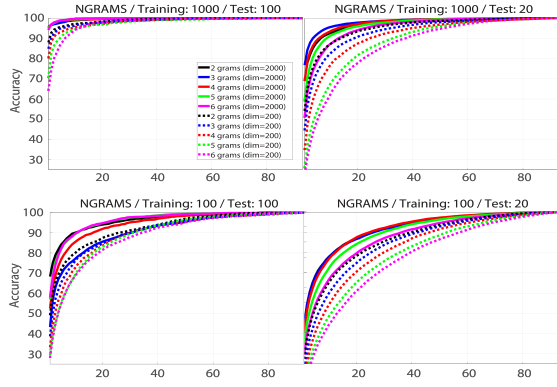 NGRAMS / Training: 1000 / Test: 100
NGRAMS / Training: 1000 / Test: 20
100
90
80
70
60
50
40
30
Accuracy
2 grams (dim=2000)
3 grams (dim=2000)
4 grams (dim=2000)
5 grams (dim=2000)
6 grams (dim=2000)
2 grams (dim=200)
3 grams (dim=200)
4 grams (dim=200)
5 grams (dim=200)
6 grams (dim=200)
20 40 60 80
20 40 60 80
NGRAMS / Training: 100 / Test: 100
NGRAMS / Training: 100 / Test: 20
100
90
80
70
60
50
40
30
Accuracy
20 40 60 80
20 40 60 80